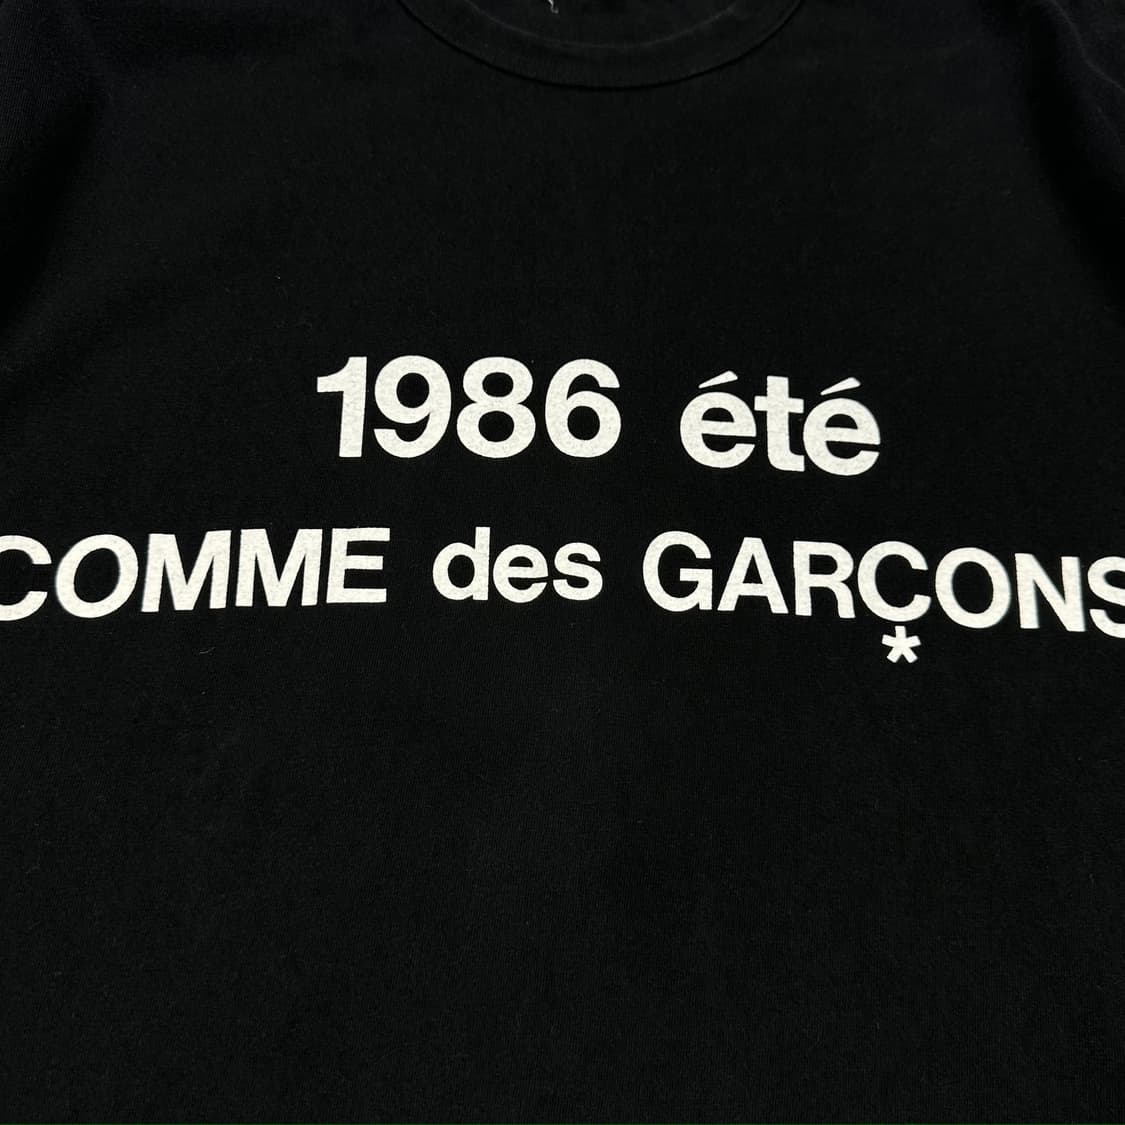 1986 été
COMME des GARÇONS
*